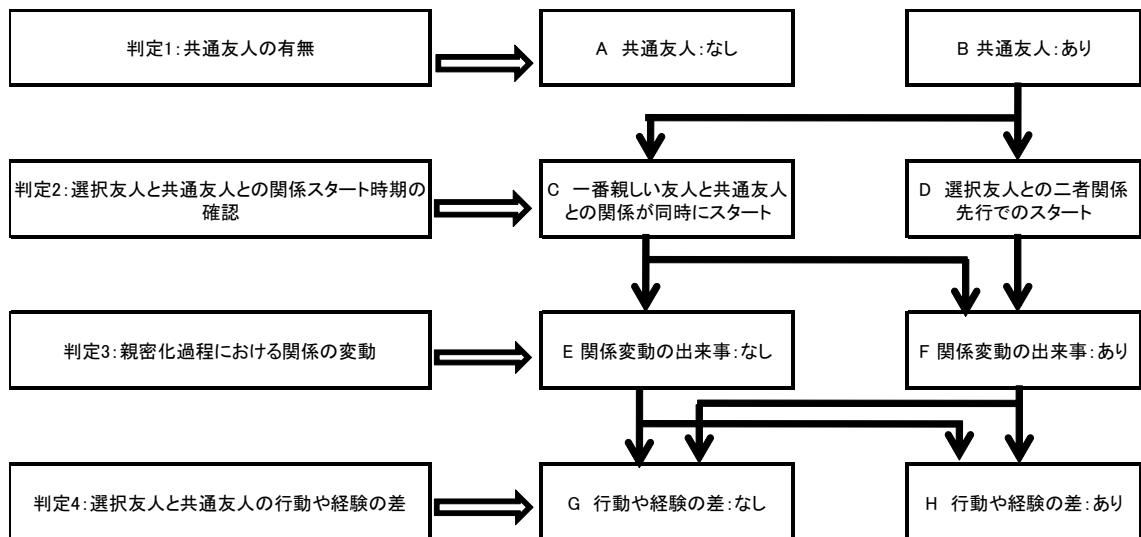 判定1:共通友人の有無
A 共通友人:なし
B 共通友人:あり
判定2:選択友人と共通友人との関係スタート時期の
確認
C 一番親しい友人と共通友人
との関係が同時にスタート
D 選択友人との二者関係
先行でのスタート
判定3:親密化過程における関係の変動
E 関係変動の出来事:なし
F 関係変動の出来事:あり
判定4:選択友人と共通友人の行動や経験の差
G 行動や経験の差:なし
H 行動や経験の差:あり